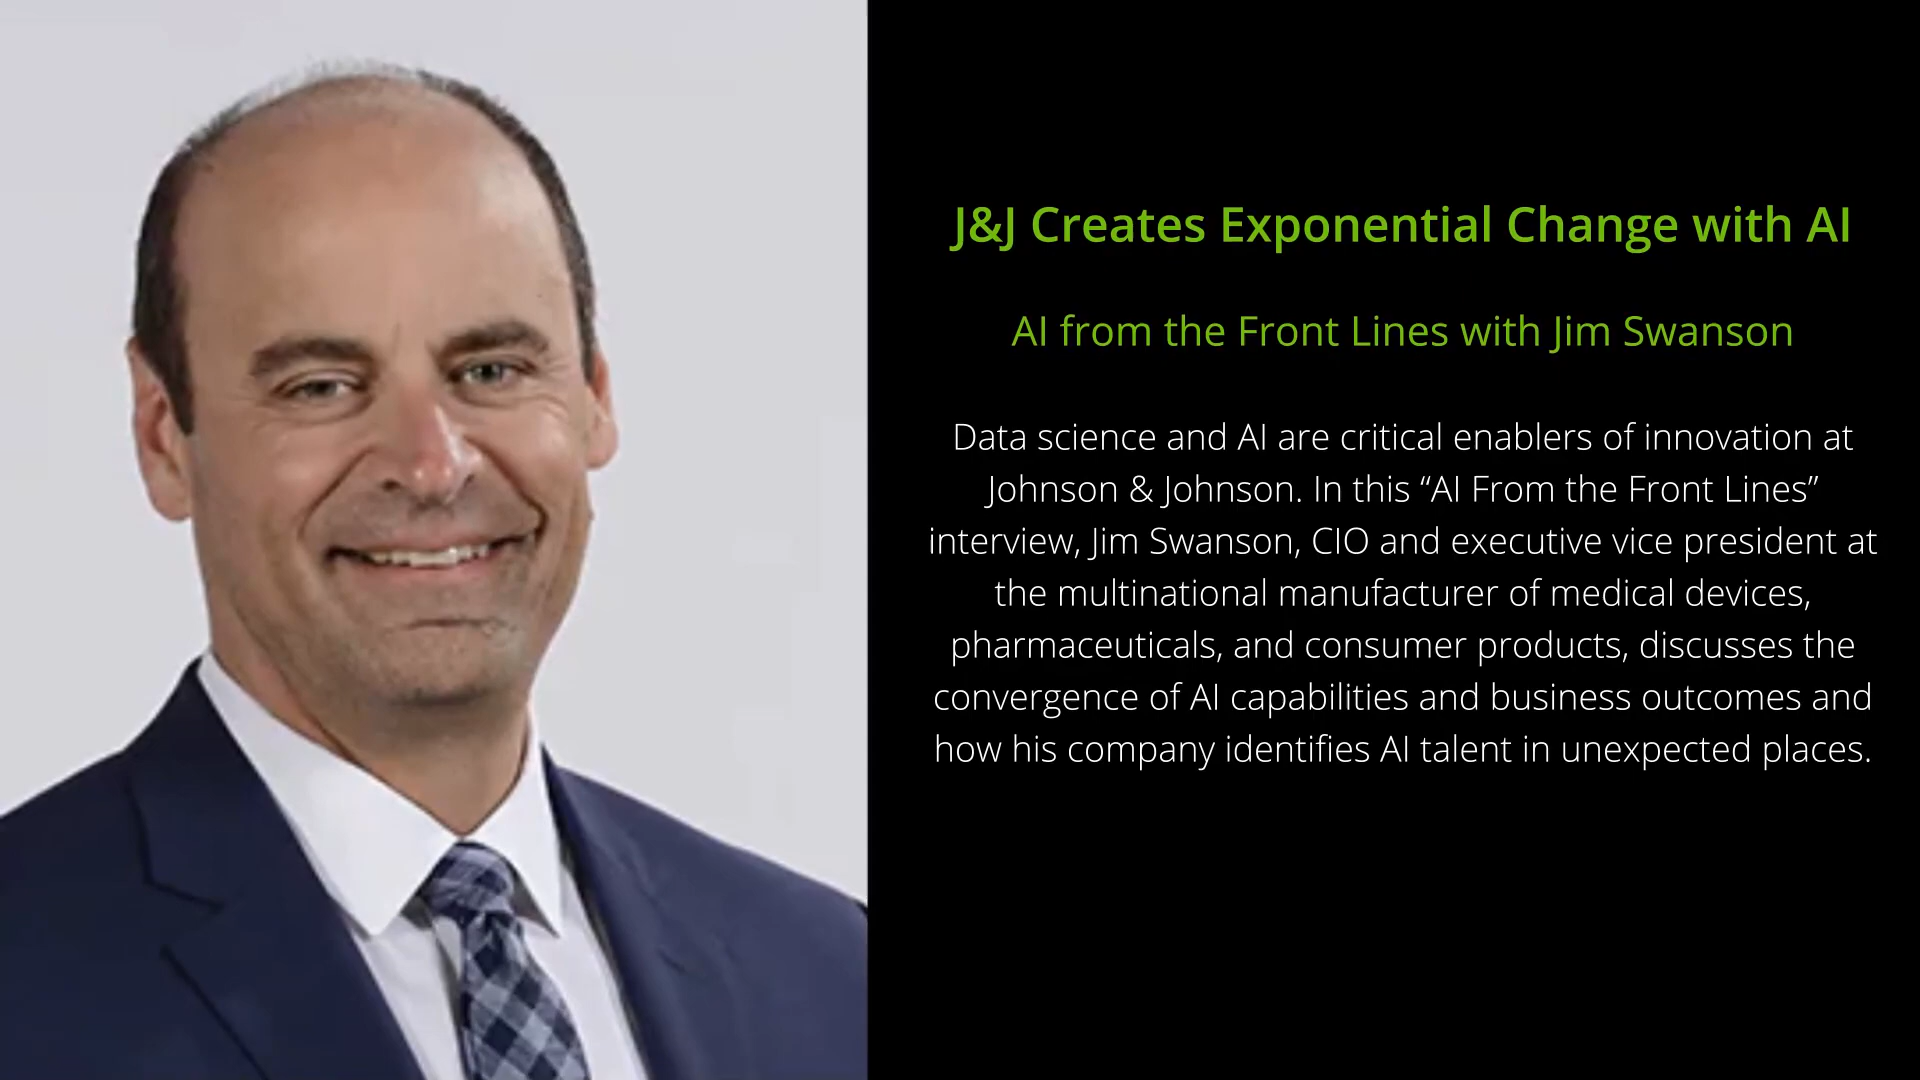 J&J Creates Exponential Change with AI
AI from the Front Lines with Jim Swanson
Data science and AI are critical enablers of innovation at
Johnson & Johnson. In this “AI From the Front Lines”
interview, Jim Swanson, CIO and executive vice president at
the multinational manufacturer of medical devices,
pharmaceuticals, and consumer products, discusses the
convergence of AI capabilities and business outcomes and
how his company identifies AI talent in unexpected places.